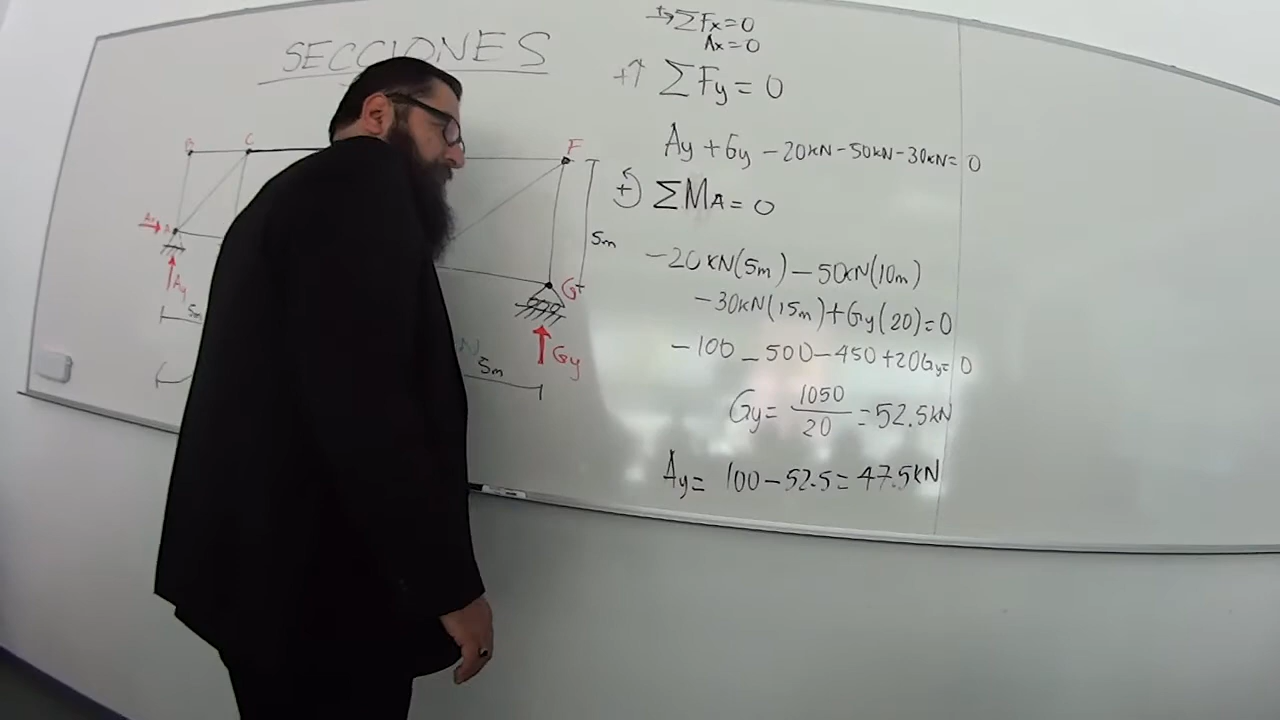 SECCIONES
+→ ΣFx=0
Ax=0
+↑ ΣFy=0
Ay+Gy-20kN-50kN-30kN=0
ΣMA=0
-20kN(5m)-50kN(10m)
-30kN(15m)+Gy(20)=0
-100-500-450+20Gy=0
Gy=1050/20=52.5kN
Ay=100-52.5=47.5kN
C
F
Ax
A
Ay
5m
G
Gy
5m
N
5m